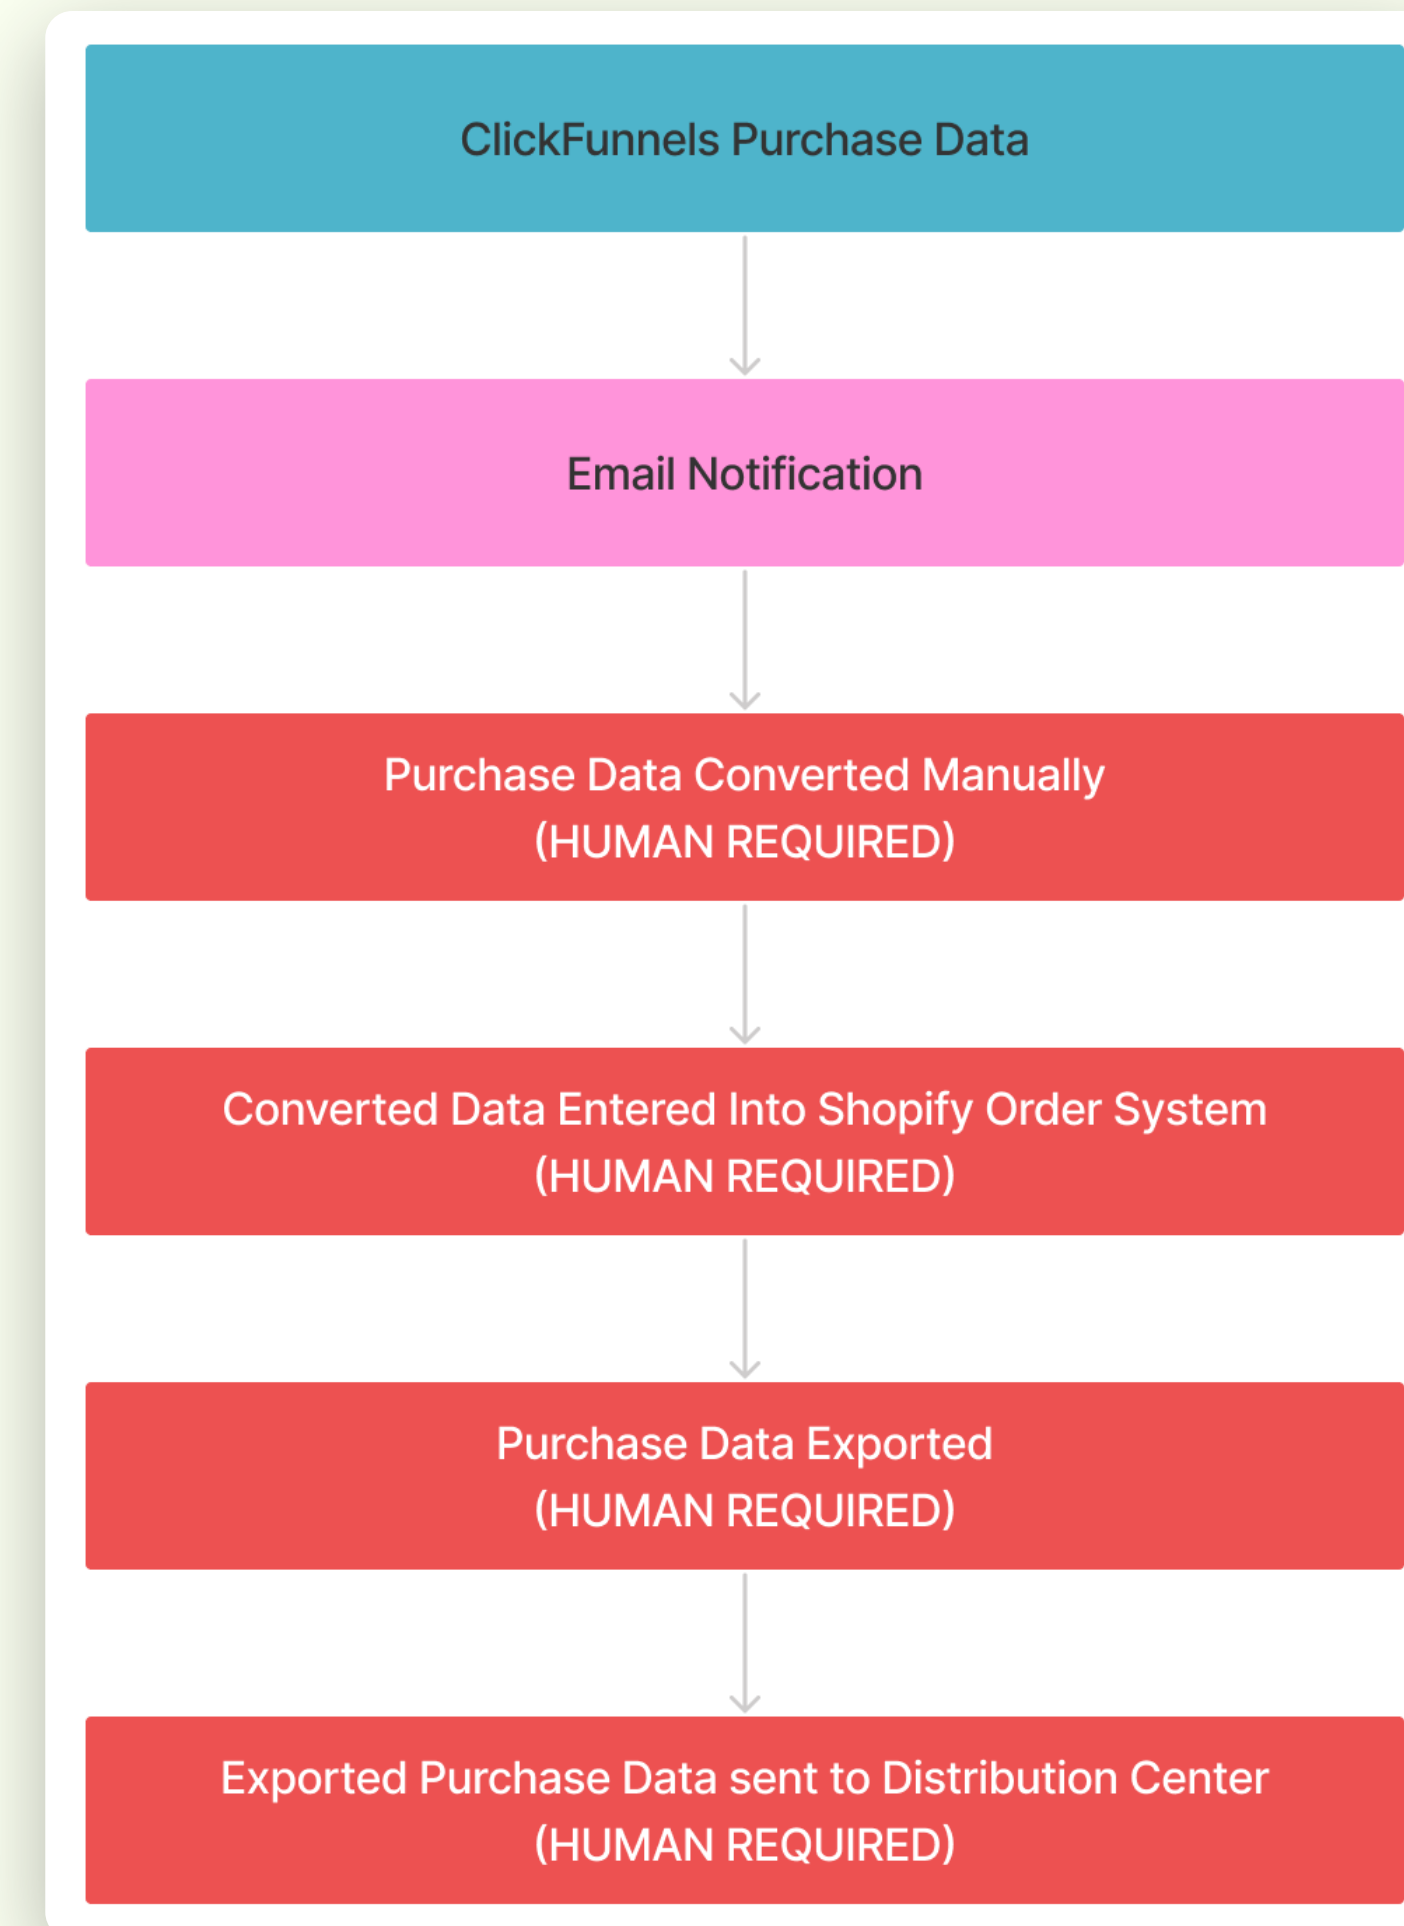 ClickFunnels Purchase Data
Email Notification
Purchase Data Converted Manually
(HUMAN REQUIRED)
Converted Data Entered Into Shopify Order System
(HUMAN REQUIRED)
Purchase Data Exported
(HUMAN REQUIRED)
Exported Purchase Data sent to Distribution Center
(HUMAN REQUIRED)